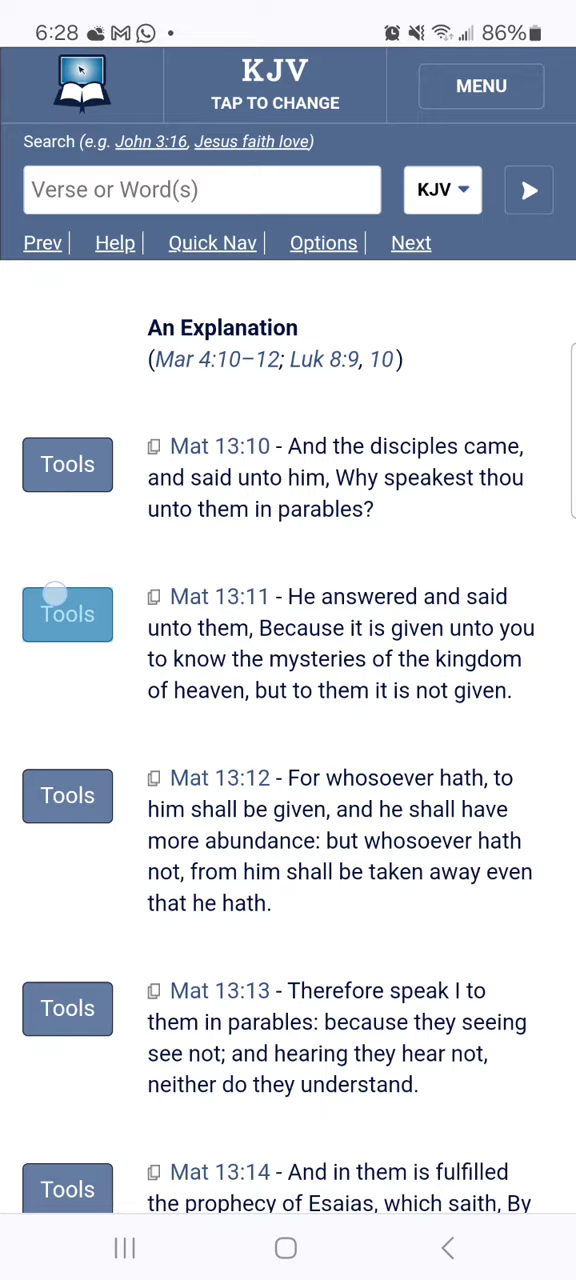 6:28 86%
KJV
TAP TO CHANGE
MENU
Search (e.g. John 3:16, Jesus faith love)
Verse or Word(s)
KJV
Prev | Help | Quick Nav | Options | Next
An Explanation
(Mar 4:10–12; Luk 8:9, 10)
Tools
Mat 13:10 - And the disciples came,
and said unto him, Why speakest thou
unto them in parables?
Tools
Mat 13:11 - He answered and said
unto them, Because it is given unto you
to know the mysteries of the kingdom
of heaven, but to them it is not given.
Tools
Mat 13:12 - For whosoever hath, to
him shall be given, and he shall have
more abundance: but whosoever hath
not, from him shall be taken away even
that he hath.
Tools
Mat 13:13 - Therefore speak I to
them in parables: because they seeing
see not; and hearing they hear not,
neither do they understand.
Tools
Mat 13:14 - And in them is fulfilled
the prophecy of Esaias, which saith, By